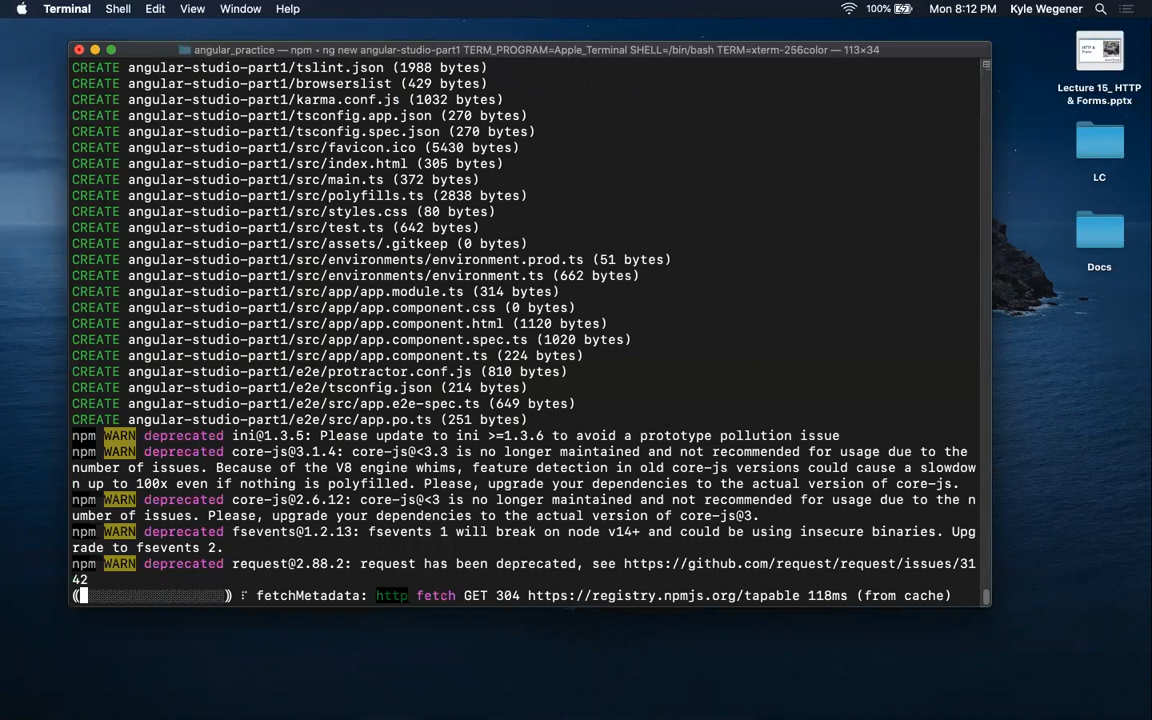 Terminal Shell Edit View Window Help 100% Mon 8:12 PM Kyle Wegener
angular_practice — npm • ng new angular-studio-part1 TERM_PROGRAM=Apple_Terminal SHELL=/bin/bash TERM=xterm-256color — 113×34
CREATE angular-studio-part1/tslint.json (1988 bytes)
CREATE angular-studio-part1/browserslist (429 bytes)
CREATE angular-studio-part1/karma.conf.js (1032 bytes)
CREATE angular-studio-part1/tsconfig.app.json (270 bytes)
CREATE angular-studio-part1/tsconfig.spec.json (270 bytes)
CREATE angular-studio-part1/src/favicon.ico (5430 bytes)
CREATE angular-studio-part1/src/index.html (305 bytes)
CREATE angular-studio-part1/src/main.ts (372 bytes)
CREATE angular-studio-part1/src/polyfills.ts (2838 bytes)
CREATE angular-studio-part1/src/styles.css (80 bytes)
CREATE angular-studio-part1/src/test.ts (642 bytes)
CREATE angular-studio-part1/src/assets/.gitkeep (0 bytes)
CREATE angular-studio-part1/src/environments/environment.prod.ts (51 bytes)
CREATE angular-studio-part1/src/environments/environment.ts (662 bytes)
CREATE angular-studio-part1/src/app/app.module.ts (314 bytes)
CREATE angular-studio-part1/src/app/app.component.css (0 bytes)
CREATE angular-studio-part1/src/app/app.component.html (1120 bytes)
CREATE angular-studio-part1/src/app/app.component.spec.ts (1020 bytes)
CREATE angular-studio-part1/src/app/app.component.ts (224 bytes)
CREATE angular-studio-part1/e2e/protractor.conf.js (810 bytes)
CREATE angular-studio-part1/e2e/tsconfig.json (214 bytes)
CREATE angular-studio-part1/e2e/src/app.e2e-spec.ts (649 bytes)
CREATE angular-studio-part1/e2e/src/app.po.ts (251 bytes)
npm WARN deprecated ini@1.3.5: Please update to ini >=1.3.6 to avoid a prototype pollution issue
npm WARN deprecated core-js@3.1.4: core-js@<3.3 is no longer maintained and not recommended for usage due to the
number of issues. Because of the V8 engine whims, feature detection in old core-js versions could cause a slowdow
n up to 100x even if nothing is polyfilled. Please, upgrade your dependencies to the actual version of core-js.
npm WARN deprecated core-js@2.6.12: core-js@<3 is no longer maintained and not recommended for usage due to the n
umber of issues. Please, upgrade your dependencies to the actual version of core-js@3.
npm WARN deprecated fsevents@1.2.13: fsevents 1 will break on node v14+ and could be using insecure binaries. Upg
rade to fsevents 2.
npm WARN deprecated request@2.88.2: request has been deprecated, see https://github.com/request/request/issues/31
42
fetchMetadata: http fetch GET 304 https://registry.npmjs.org/tapable 118ms (from cache)
Lecture 15_ HTTP
& Forms.pptx
LC
Docs